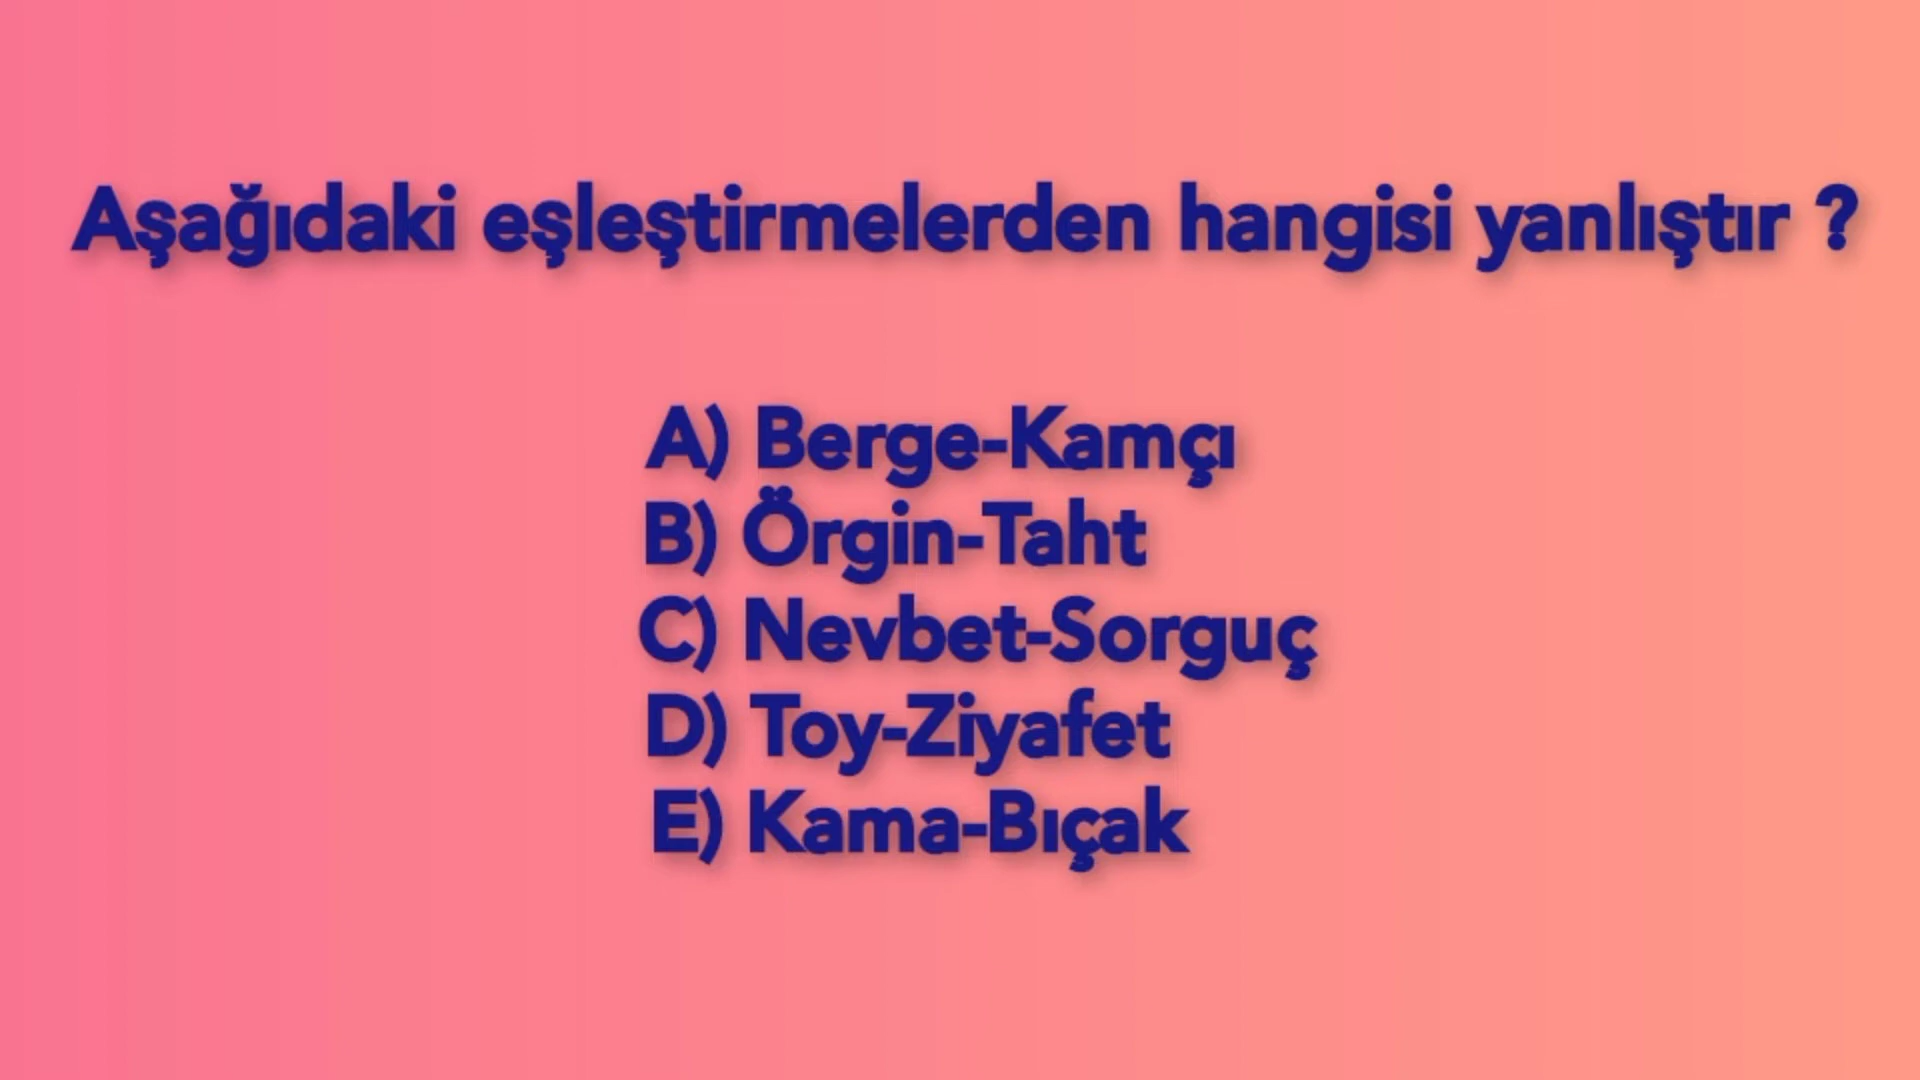 Aşağıdaki eşleştirmelerden hangisi yanlıştır ?
A) Berge-Kamçı
B) Örgin-Taht
C) Nevbet-Sorguç
D) Toy-Ziyafet
E) Kama-Bıçak